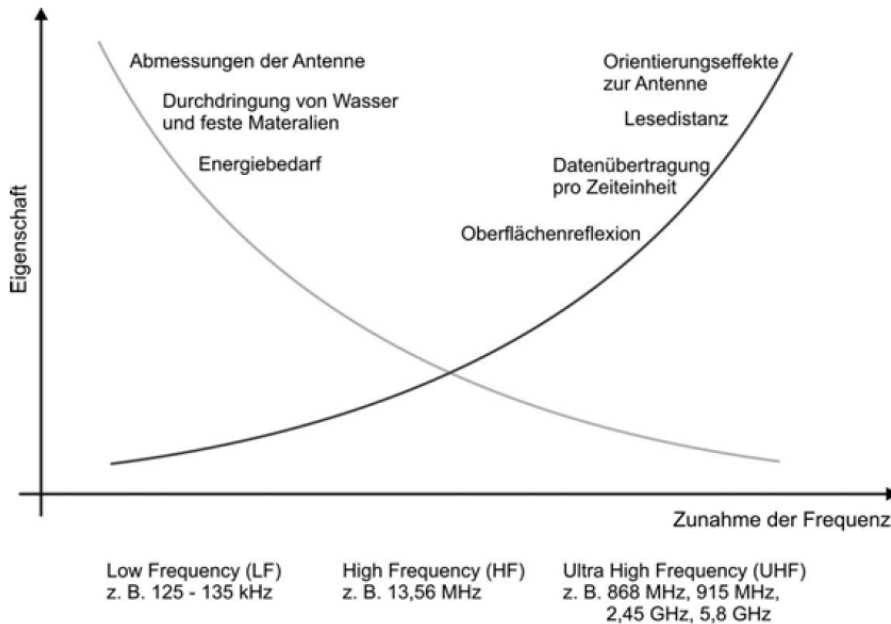 Abmessungen der Antenne
Durchdringung von Wasser
und feste Materialien
Energiebedarf
Orientierungseffekte
zur Antenne
Lesedistanz
Datenübertragung
pro Zeiteinheit
Oberflächenreflexion
Eigenschaft
Zunahme der Frequenz
Low Frequency (LF)
z. B. 125 - 135 kHz
High Frequency (HF)
z. B. 13,56 MHz
Ultra High Frequency (UHF)
z. B. 868 MHz, 915 MHz,
2,45 GHz, 5,8 GHz